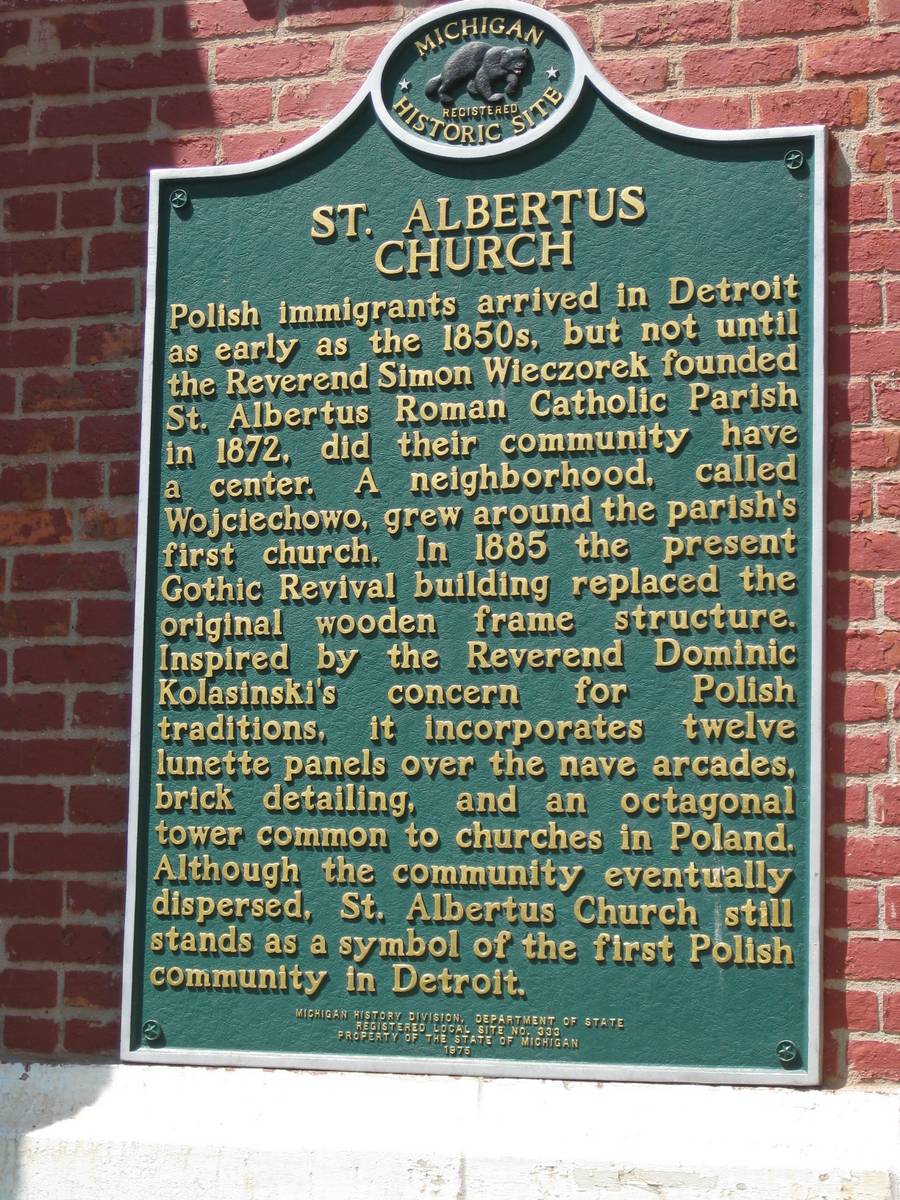 MICHIGAN
REGISTERED
HISTORIC SITE
ST. ALBERTUS
CHURCH
Polish immigrants arrived in Detroit
as early as the 1850s, but not until
the Reverend Simon Wieczorek founded
St. Albertus Roman Catholic Parish
in 1872, did their community have
a center. A neighborhood, called
Wojciechowo, grew around the parish's
first church. In 1885 the present
Gothic Revival building replaced the
original wooden frame structure.
Inspired by the Reverend Dominic
Kolasinski's concern for Polish
traditions, it incorporates twelve
lunette panels over the nave arcades,
brick detailing, and an octagonal
tower common to churches in Poland.
Although the community eventually
dispersed, St. Albertus Church still
stands as a symbol of the first Polish
community in Detroit.
MICHIGAN HISTORY DIVISION, DEPARTMENT OF STATE
REGISTERED LOCAL SITE NO. 333
PROPERTY OF THE STATE OF MICHIGAN
1975